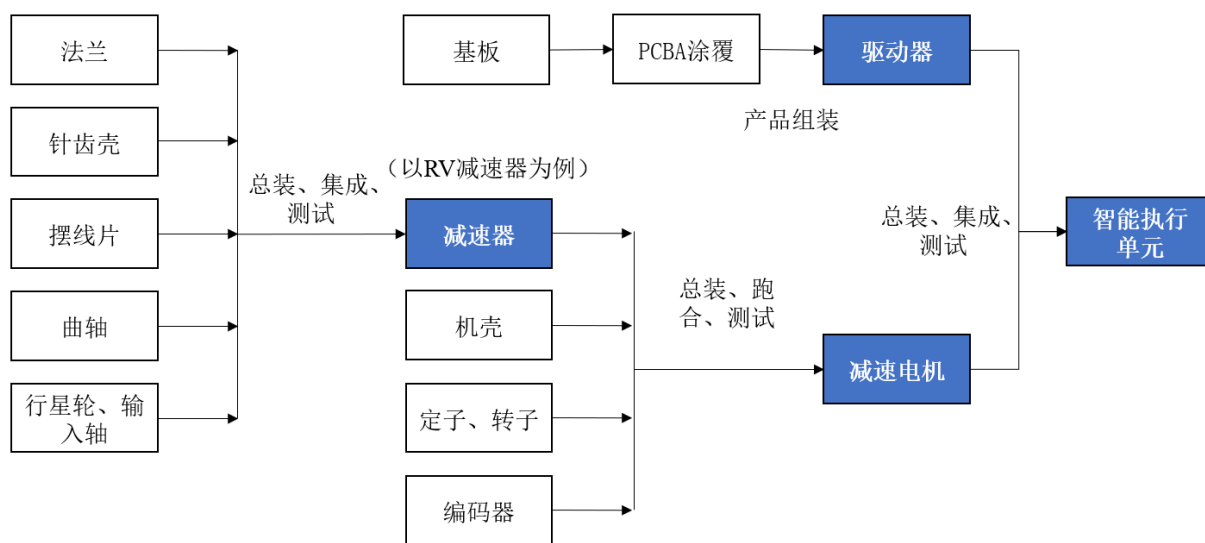 法兰
针齿壳
摆线片
曲轴
行星轮、输
入轴
总装、集成、
测试
（以RV减速器为例）
基板
PCBA涂覆
驱动器
产品组装
减速器
机壳
定子、转子
编码器
总装、跑
合、测试
减速电机
总装、集成、
测试
智能执行
单元